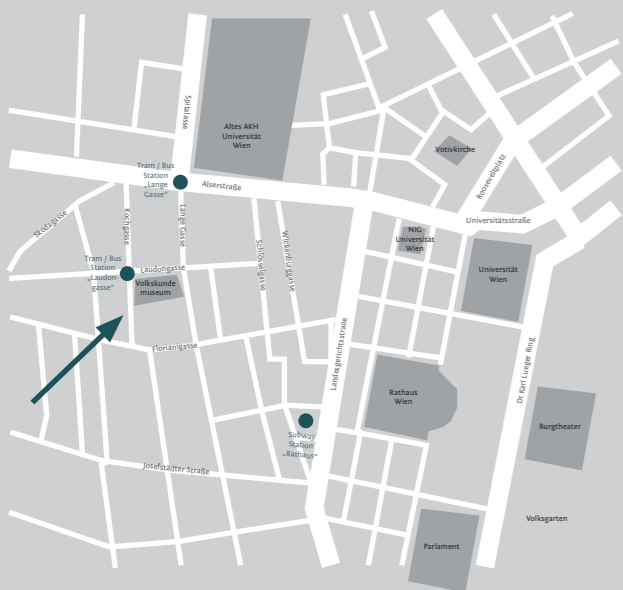 Spitalasse
Altes AKH
Universität
Wien
Votivkirche
Rooseveltplatz
Tram / Bus
Station
„Lange
Gasse“
Alserstraße
Universitätsstraße
Skodagasse
Kochgasse
Lange Gasse
Schlösselgasse
Wickenburggasse
NIG
Universität
Wien
Tram / Bus
Station
„Laudon-
gasse“
Laudongasse
Volkskunde
museum
Universität
Wien
Florianigasse
Landesgerichtsstraße
Dr. Karl Lueger Ring
Rathaus
Wien
Burgtheater
Subway
Station
„Rathaus“
Josefstädter Straße
Volksgarten
Parlament